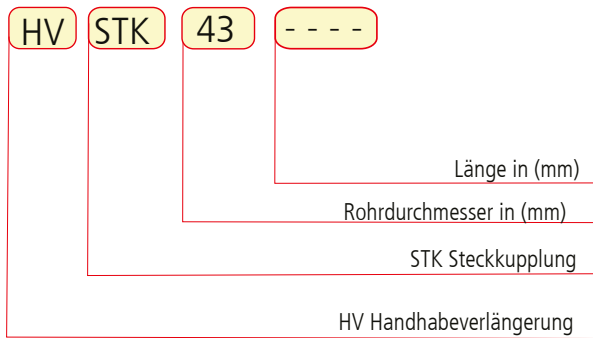 HV STK 43 - - - -
Länge in (mm)
Rohrdurchmesser in (mm)
STK Steckkupplung
HV Handhabeverlängerung